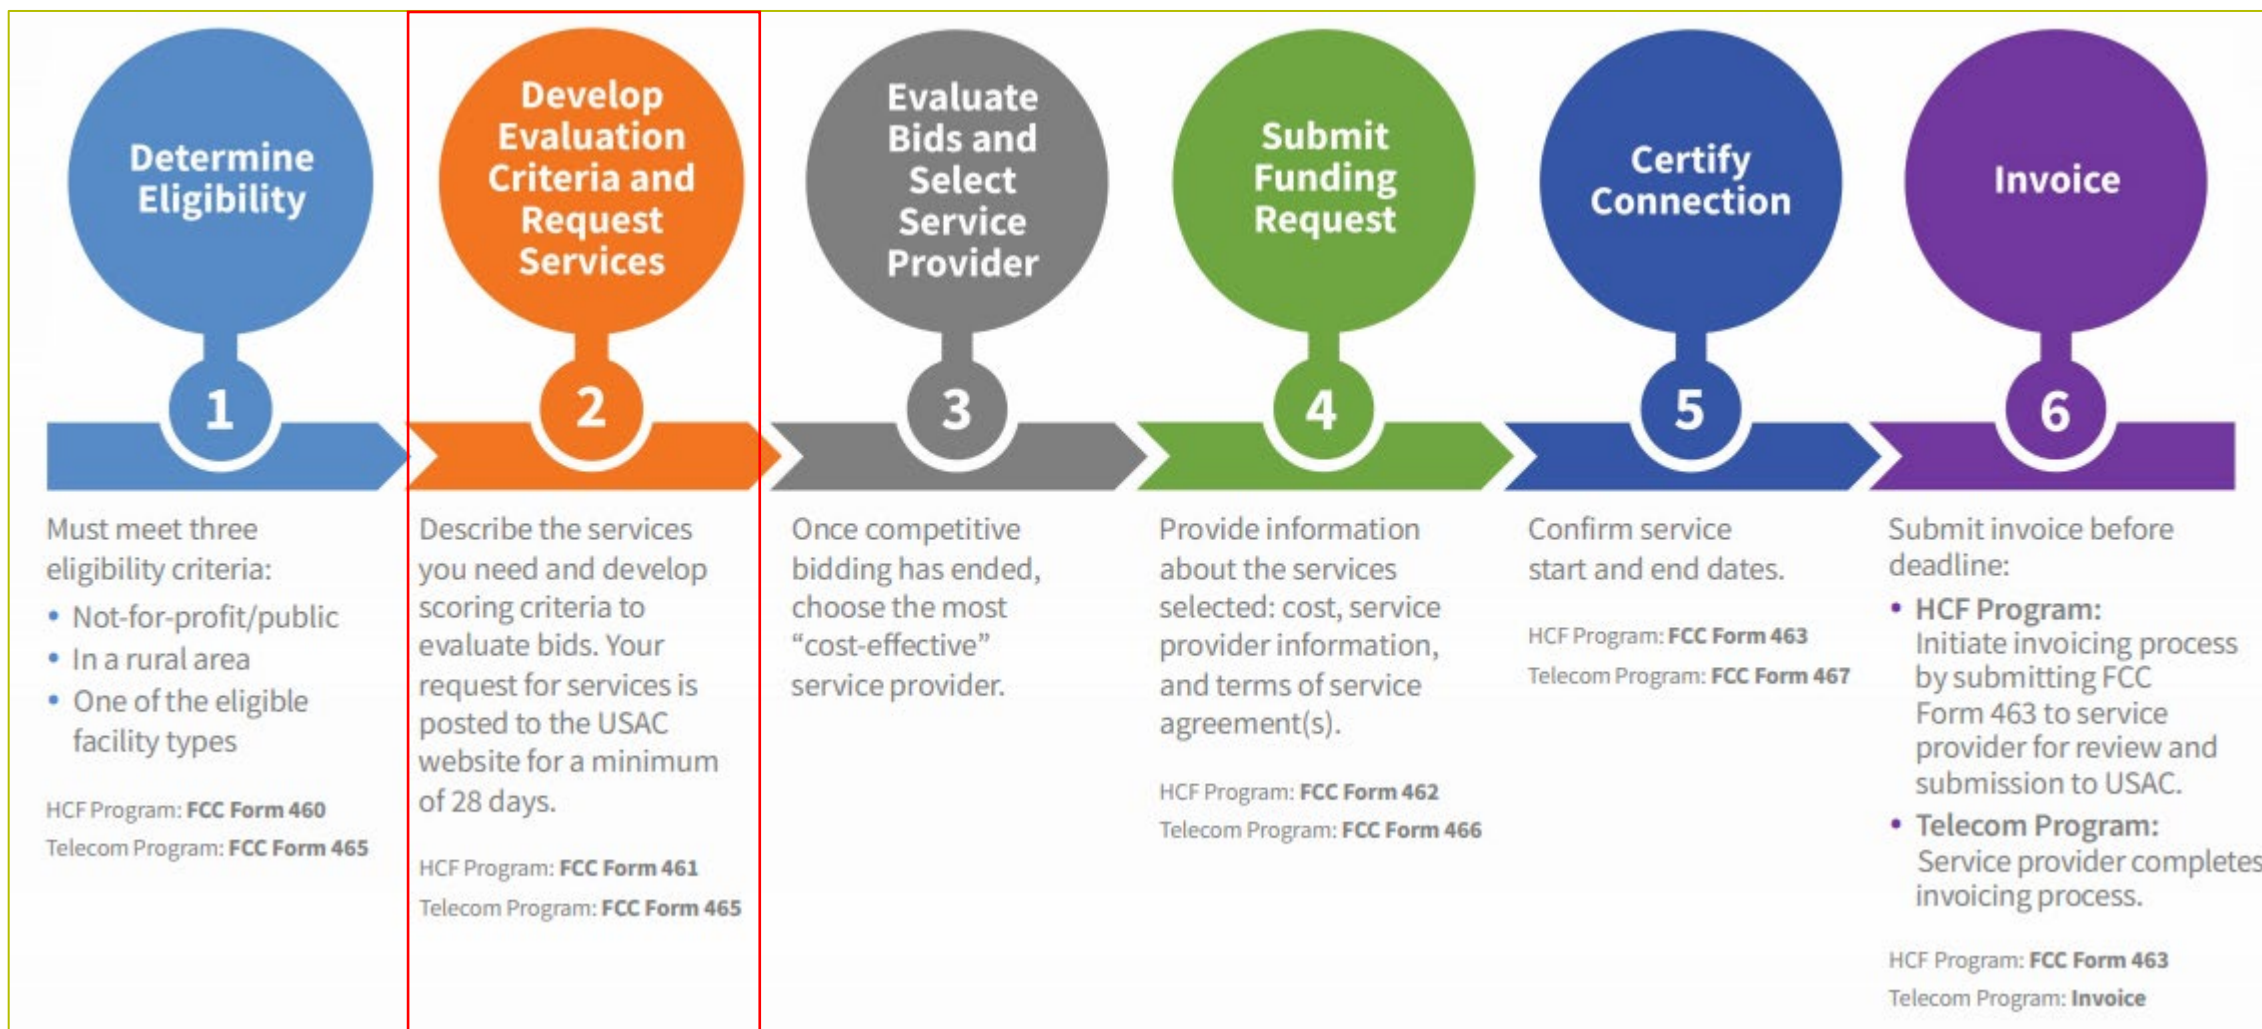 Determine
Eligibility
1
Must meet three
eligibility criteria:
• Not-for-profit/public
• In a rural area
• One of the eligible
facility types
HCF Program: FCC Form 460
Telecom Program: FCC Form 465
Develop
Evaluation
Criteria and
Request
Services
2
Describe the services
you need and develop
scoring criteria to
evaluate bids. Your
request for services is
posted to the USAC
website for a minimum
of 28 days.
HCF Program: FCC Form 461
Telecom Program: FCC Form 465
Evaluate
Bids and
Select
Service
Provider
3
Once competitive
bidding has ended,
choose the most
“cost-effective”
service provider.
Submit
Funding
Request
4
Provide information
about the services
selected: cost, service
provider information,
and terms of service
agreement(s).
HCF Program: FCC Form 462
Telecom Program: FCC Form 466
Certify
Connection
5
Confirm service
start and end dates.
HCF Program: FCC Form 463
Telecom Program: FCC Form 467
Invoice
6
Submit invoice before
deadline:
• HCF Program:
Initiate invoicing process
by submitting FCC
Form 463 to service
provider for review and
submission to USAC.
• Telecom Program:
Service provider completes
invoicing process.
HCF Program: FCC Form 463
Telecom Program: Invoice